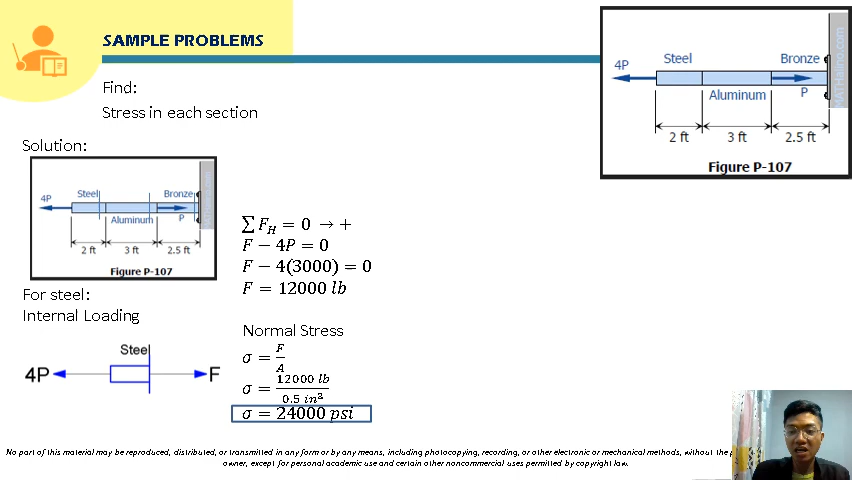 SAMPLE PROBLEMS
Find:
Stress in each section
Solution:
4P
Steel
Bronze
Aluminum
P
2 ft
3 ft
2.5 ft
Figure P-107
For steel:
Internal Loading
4P
Steel
F
∑ F_H = 0 → +
F − 4P = 0
F − 4(3000) = 0
F = 12000 lb
Normal Stress
σ = F/A
σ = 12000 lb / 0.5 in²
σ = 24000 psi
4P
Steel
Bronze
Aluminum
P
2 ft
3 ft
2.5 ft
Figure P-107
MATHalino.com
No part of this material may be reproduced, distributed, or transmitted in any form or by any means, including photocopying, recording, or other electronic or mechanical methods, without the
owner, except for personal academic use and certain other noncommercial uses permitted by copyright law.